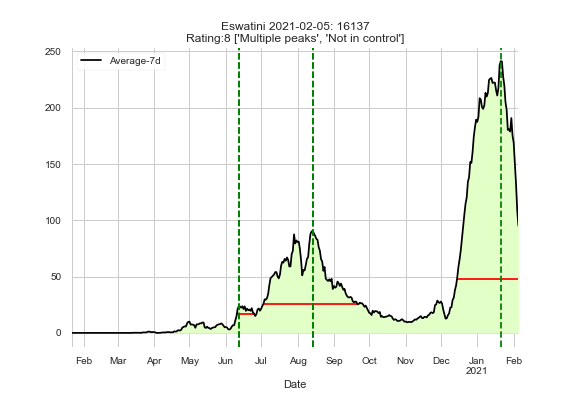 Eswatini 2021-02-05: 16137
Rating:8 ['Multiple peaks', 'Not in control']
Average-7d
250
200
150
100
50
0
Feb Mar Apr May Jun Jul Aug Sep Oct Nov Dec Jan Feb
2021
Date